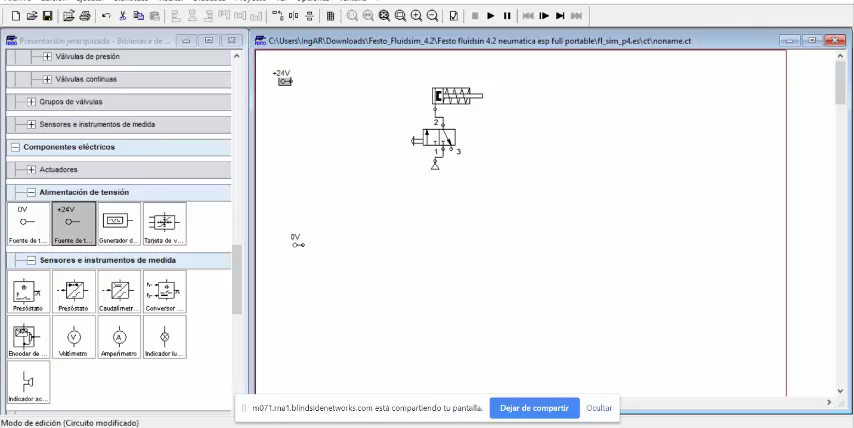 Presentación jerarquizada - Biblioteca de ...
Válvulas de presión
Válvulas continuas
Grupos de válvulas
Sensores e instrumentos de medida
Componentes eléctricos
Actuadores
Alimentación de tensión
0V
+24V
Fuente de t...
Fuente de t...
Generador d...
Tarjeta de v...
Sensores e instrumentos de medida
Presóstato
Presóstato
Caudalímetr...
Conversor ...
V
A
Encoder de ...
Voltímetro
Amperímetro
Indicador lu...
Indicador ac...
FESTO
C:\Users\IngAR\Downloads\Festo_Fluidsim_4.2\Festo fluidsin 4.2 neumatica esp full portable\fl_sim_p4.es\ct\noname.ct
+24V
2
1
3
0V
m071.rna1.blindsidenetworks.com está compartiendo tu pantalla.
Dejar de compartir
Ocultar
Modo de edición (Circuito modificado)